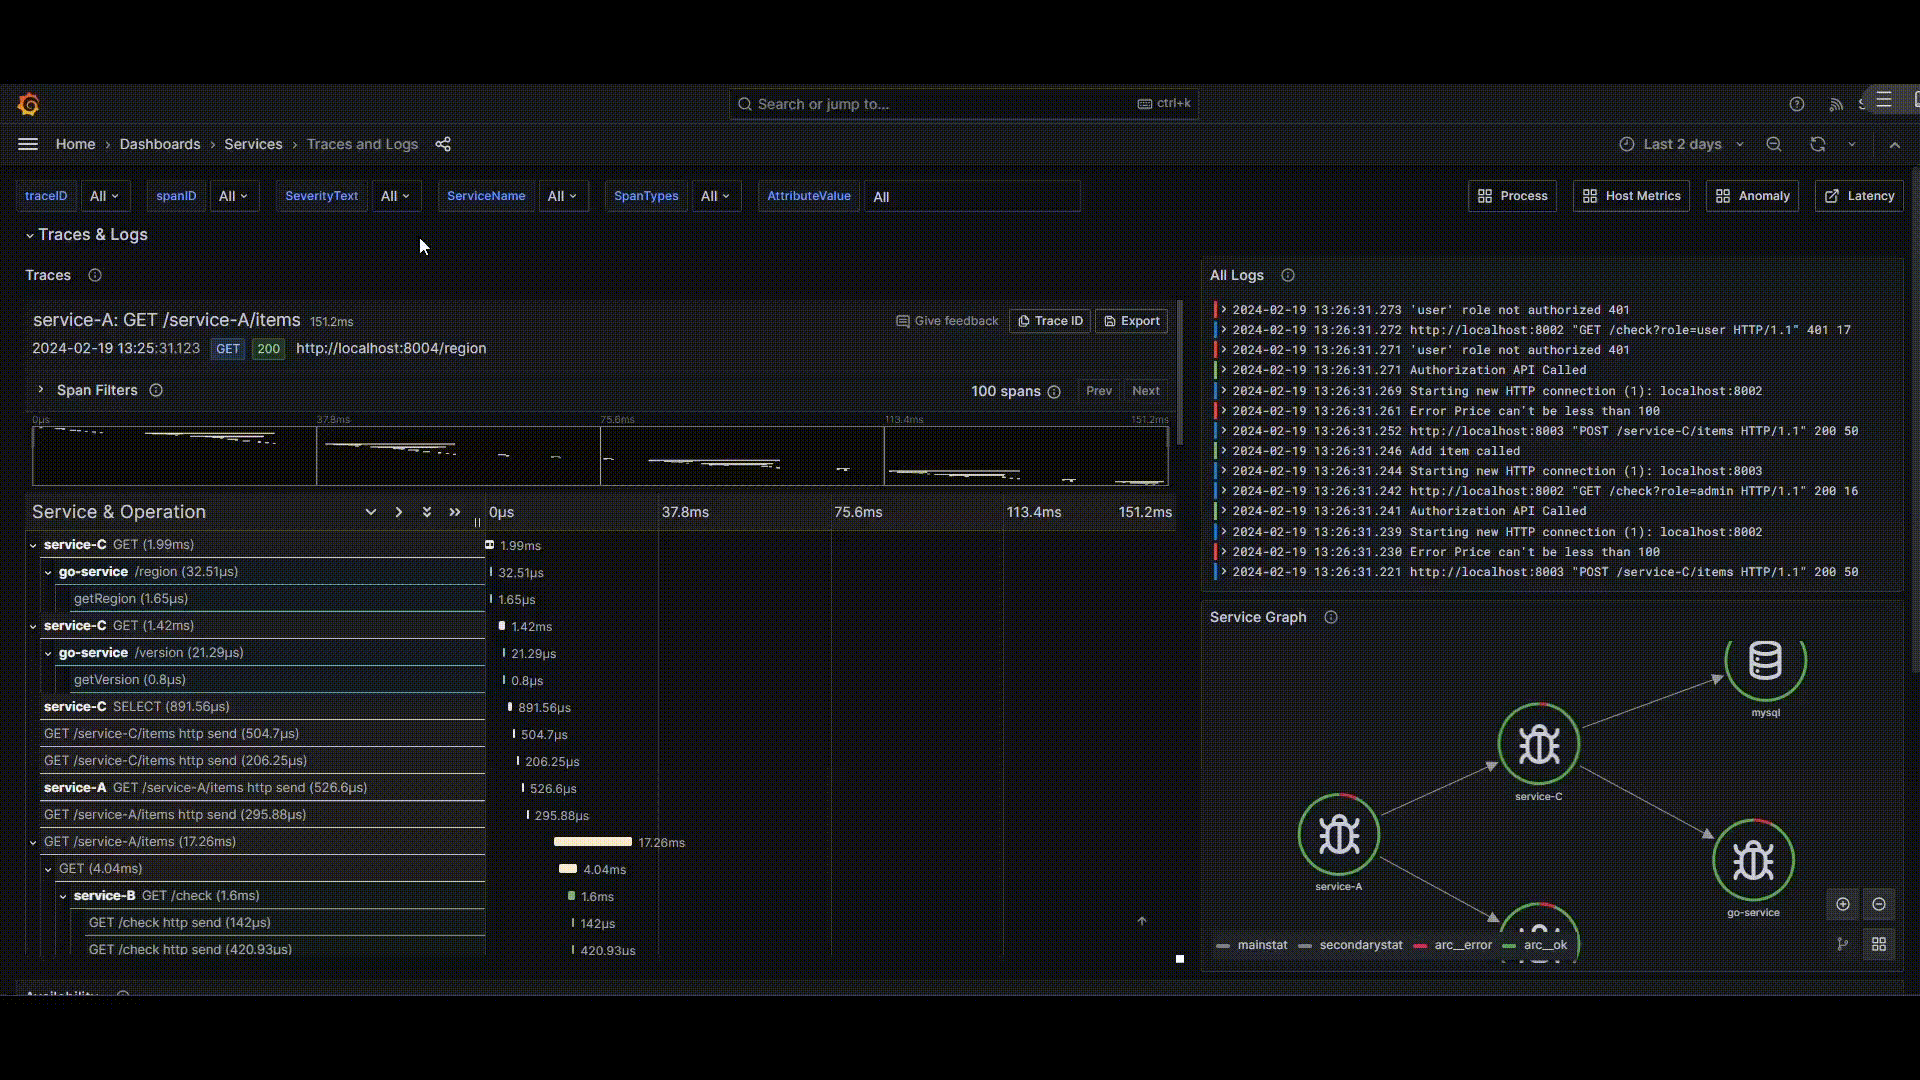 Search or jump to...
ctrl+k
Home › Dashboards › Services › Traces and Logs
Last 2 days
traceID All spanID All SeverityText All ServiceName All SpanTypes All AttributeValue All
Process Host Metrics Anomaly Latency
Traces & Logs
Traces
service-A: GET /service-A/items 151.2ms
Give feedback Trace ID Export
2024-02-19 13:25:31.123 GET 200 http://localhost:8004/region
Span Filters
100 spans Prev Next
0μs 37.8ms 75.6ms 113.4ms 151.2ms
Service & Operation 0μs 37.8ms 75.6ms 113.4ms 151.2ms
service-C GET (1.99ms) 1.99ms
go-service /region (32.51μs) 32.51μs
getRegion (1.65μs) 1.65μs
service-C GET (1.42ms) 1.42ms
go-service /version (21.29μs) 21.29μs
getVersion (0.8μs) 0.8μs
service-C SELECT (891.56μs) 891.56μs
GET /service-C/items http send (504.7μs) 504.7μs
GET /service-C/items http send (206.25μs) 206.25μs
service-A GET /service-A/items http send (526.6μs) 526.6μs
GET /service-A/items http send (295.88μs) 295.88μs
GET /service-A/items (17.26ms) 17.26ms
GET (4.04ms) 4.04ms
service-B GET /check (1.6ms) 1.6ms
GET /check http send (142μs) 142μs
GET /check http send (420.93μs) 420.93μs
All Logs
2024-02-19 13:26:31.273 'user' role not authorized 401
2024-02-19 13:26:31.272 http://localhost:8002 "GET /check?role=user HTTP/1.1" 401 17
2024-02-19 13:26:31.271 'user' role not authorized 401
2024-02-19 13:26:31.271 Authorization API Called
2024-02-19 13:26:31.269 Starting new HTTP connection (1): localhost:8002
2024-02-19 13:26:31.261 Error Price can't be less than 100
2024-02-19 13:26:31.252 http://localhost:8003 "POST /service-C/items HTTP/1.1" 200 50
2024-02-19 13:26:31.246 Add item called
2024-02-19 13:26:31.244 Starting new HTTP connection (1): localhost:8003
2024-02-19 13:26:31.242 http://localhost:8002 "GET /check?role=admin HTTP/1.1" 200 16
2024-02-19 13:26:31.241 Authorization API Called
2024-02-19 13:26:31.239 Starting new HTTP connection (1): localhost:8002
2024-02-19 13:26:31.230 Error Price can't be less than 100
2024-02-19 13:26:31.221 http://localhost:8003 "POST /service-C/items HTTP/1.1" 200 50
Service Graph
mysql
service-C
service-A
go-service
mainstat secondarystat arc__error arc__ok
Availability